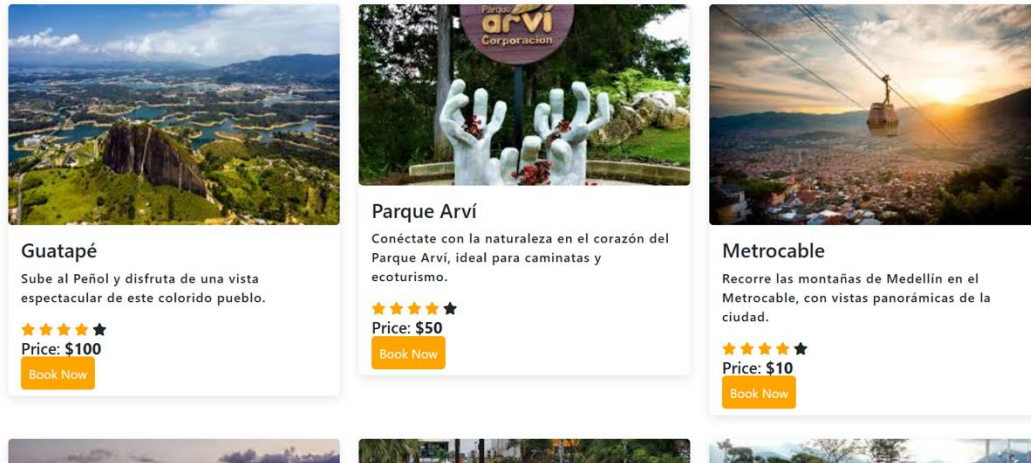 Guatapé
Sube al Peñol y disfruta de una vista
espectacular de este colorido pueblo.
Price: $100
Book Now
Parque
arví
Corporación
Parque Arví
Conéctate con la naturaleza en el corazón del
Parque Arví, ideal para caminatas y
ecoturismo.
Price: $50
Book Now
Metrocable
Recorre las montañas de Medellín en el
Metrocable, con vistas panorámicas de la
ciudad.
Price: $10
Book Now